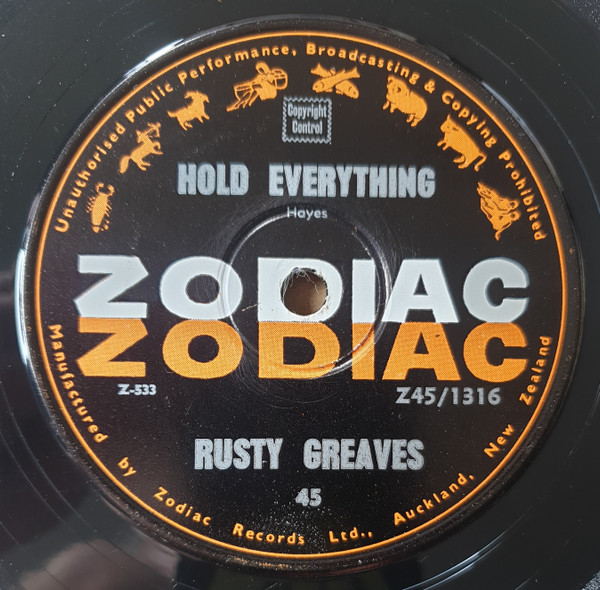 Unauthorised Public Performance, Broadcasting & Copying Prohibited
Copyright
Control
HOLD EVERYTHING
Hayes
ZODIAC
ZODIAC
Z-533
Z45/1316
RUSTY GREAVES
45
Manufactured by Zodiac Records Ltd., Auckland, New Zealand